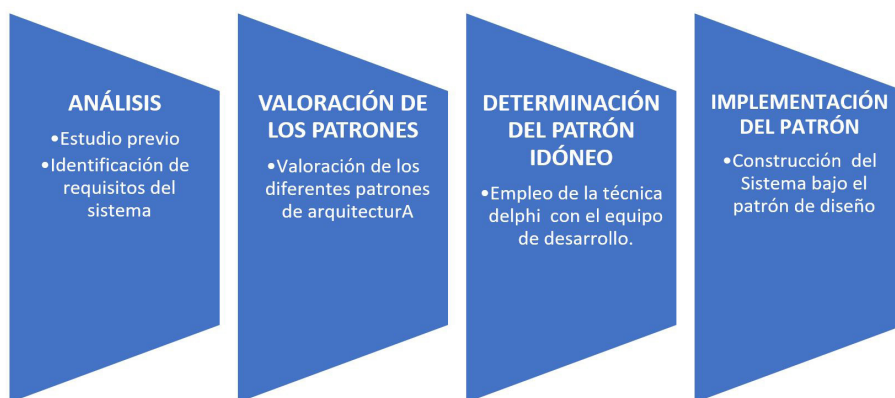 ANÁLISIS
•Estudio previo
•Identificación de
requisitos del
sistema
VALORACIÓN DE
LOS PATRONES
•Valoración de los
diferentes patrones
de arquitecturA
DETERMINACIÓN
DEL PATRÓN
IDÓNEO
•Empleo de la técnica
delphi con el equipo
de desarrollo.
IMPLEMENTACIÓN
DEL PATRÓN
•Construcción del
Sistema bajo el
patrón de diseño